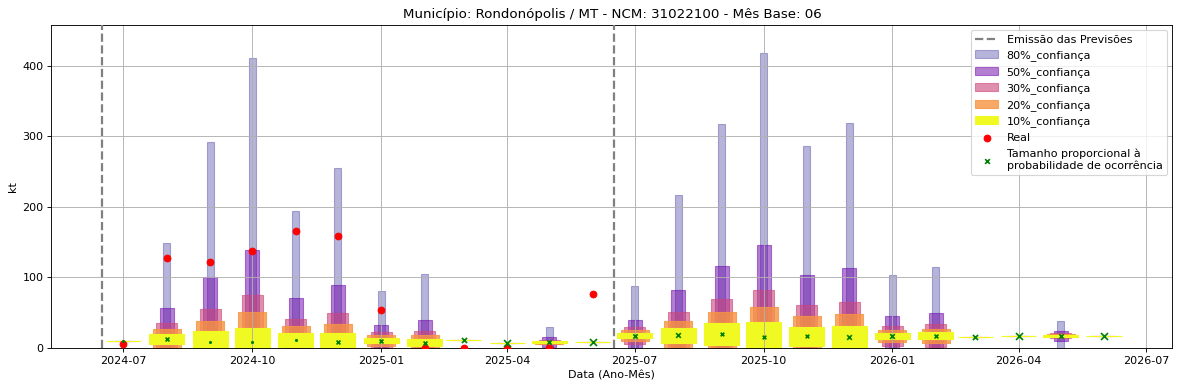 Município: Rondonópolis / MT - NCM: 31022100 - Mês Base: 06
Emissão das Previsões
80%_confiança
50%_confiança
30%_confiança
20%_confiança
10%_confiança
Real
Tamanho proporcional à
probabilidade de ocorrência
400
300
200
100
0
kt
2024-07
2024-10
2025-01
2025-04
2025-07
2025-10
2026-01
2026-04
2026-07
Data (Ano-Mês)